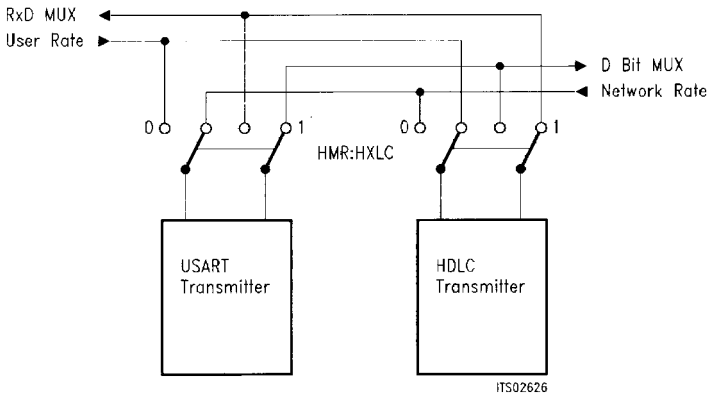 RxD MUX
User Rate
D Bit MUX
Network Rate
0 1 0 1
HMR:HXLC
USART
Transmitter
HDLC
Transmitter
ITS02626